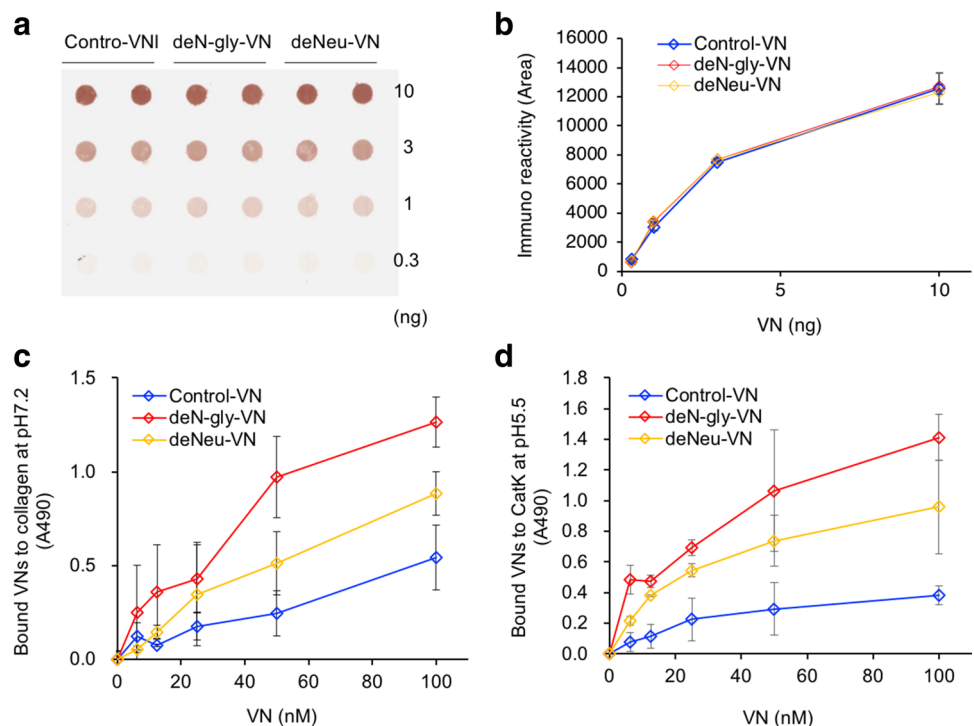 a
Contro-VNI deN-gly-VN deNeu-VN
10
3
1
0.3
(ng)
b
16000
14000
12000
10000
8000
6000
4000
2000
0
Immuno reactivity (Area)
Control-VN
deN-gly-VN
deNeu-VN
0 5 10
VN (ng)
c
1.5
1.0
0.5
0.0
Bound VNs to collagen at pH7.2
(A490)
Control-VN
deN-gly-VN
deNeu-VN
0 20 40 60 80 100
VN (nM)
d
1.8
1.6
1.4
1.2
1.0
0.8
0.6
0.4
0.2
0.0
Bound VNs to CatK at pH5.5
(A490)
Control-VN
deN-gly-VN
deNeu-VN
0 20 40 60 80 100
VN (nM)